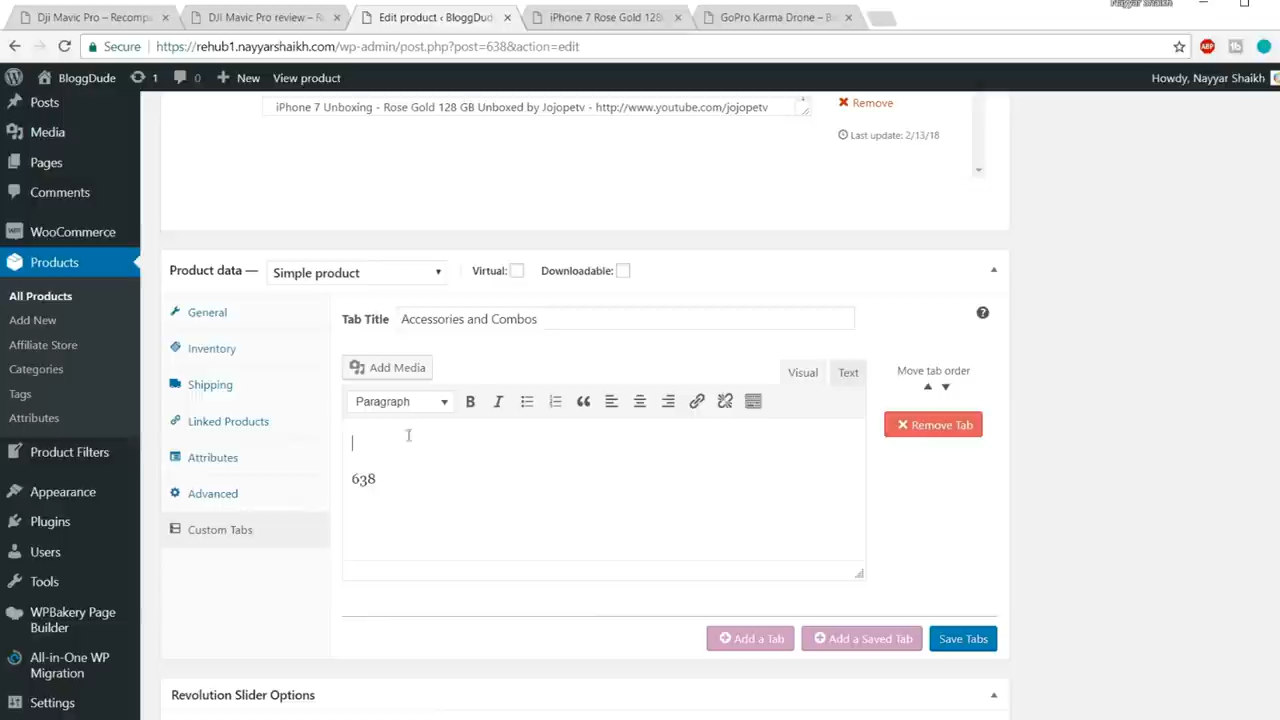 Dji Mavic Pro – Recomp
DJI Mavic Pro review – R
Edit product ‹ BloggDud
iPhone 7 Rose Gold 128
GoPro Karma Drone – B
Nayyar Shaikh
Secure
https://rehub1.nayyarshaikh.com/wp-admin/post.php?post=638&action=edit
ABP
BloggDude
1
0
New
View product
Howdy, Nayyar Shaikh
Posts
Media
Pages
Comments
WooCommerce
Products
All Products
Add New
Affiliate Store
Categories
Tags
Attributes
Product Filters
Appearance
Plugins
Users
Tools
WPBakery Page
Builder
All-in-One WP
Migration
Settings
iPhone 7 Unboxing - Rose Gold 128 GB Unboxed by Jojopetv - http://www.youtube.com/jojopetv
Remove
Last update: 2/13/18
Product data —
Simple product
Virtual:
Downloadable:
General
Inventory
Shipping
Linked Products
Attributes
Advanced
Custom Tabs
Tab Title
Accessories and Combos
Add Media
Visual
Text
Paragraph
B
I
638
Move tab order
Remove Tab
Add a Tab
Add a Saved Tab
Save Tabs
Revolution Slider Options